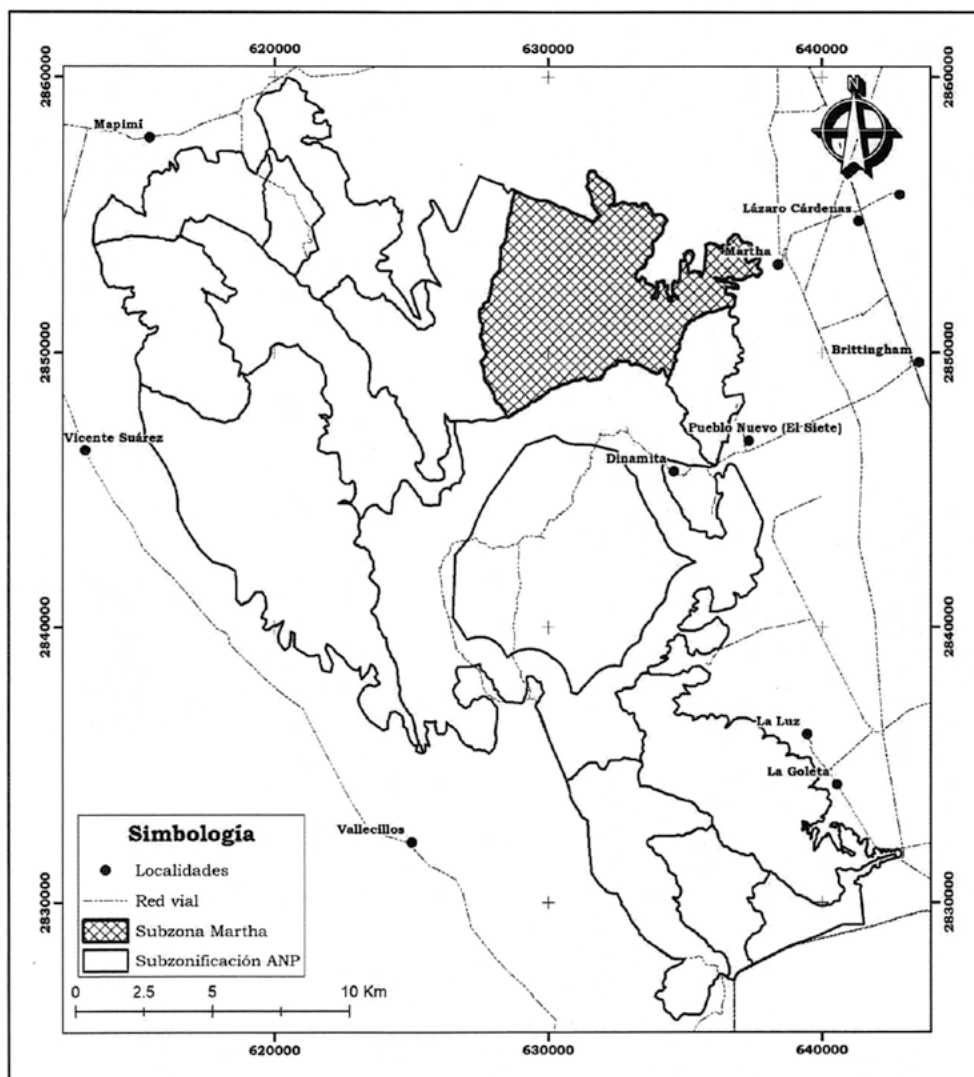 620000 630000 640000
2860000 2860000
N
Mapimí
Lázaro Cárdenas
Martha
2850000 2850000
Brittingham
Vicente Suárez
Pueblo Nuevo (El Siete)
Dinamita
2840000 2840000
La Luz
La Goleta
Vallecillos
2830000 2830000
Simbología
Localidades
Red vial
Subzona Martha
Subzonificación ANP
0 2.5 5 10 Km
620000 630000 640000